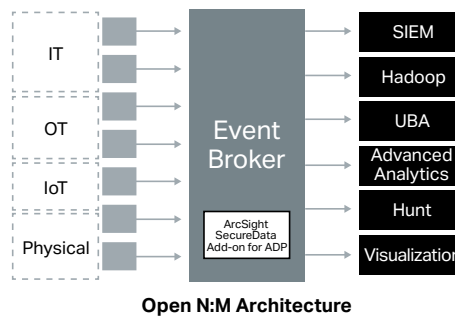 IT
OT
IoT
Physical
Event
Broker
ArcSight
SecureData
Add-on for ADP
SIEM
Hadoop
UBA
Advanced
Analytics
Hunt
Visualization
Open N:M Architecture